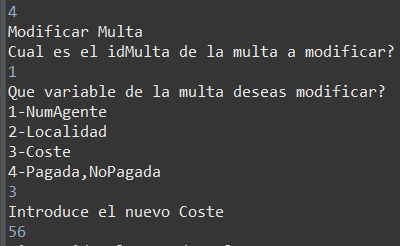 4
Modificar Multa
Cual es el idMulta de la multa a modificar?
1
Que variable de la multa deseas modificar?
1-NumAgente
2-Localidad
3-Coste
4-Pagada,NoPagada
3
Introduce el nuevo Coste
56